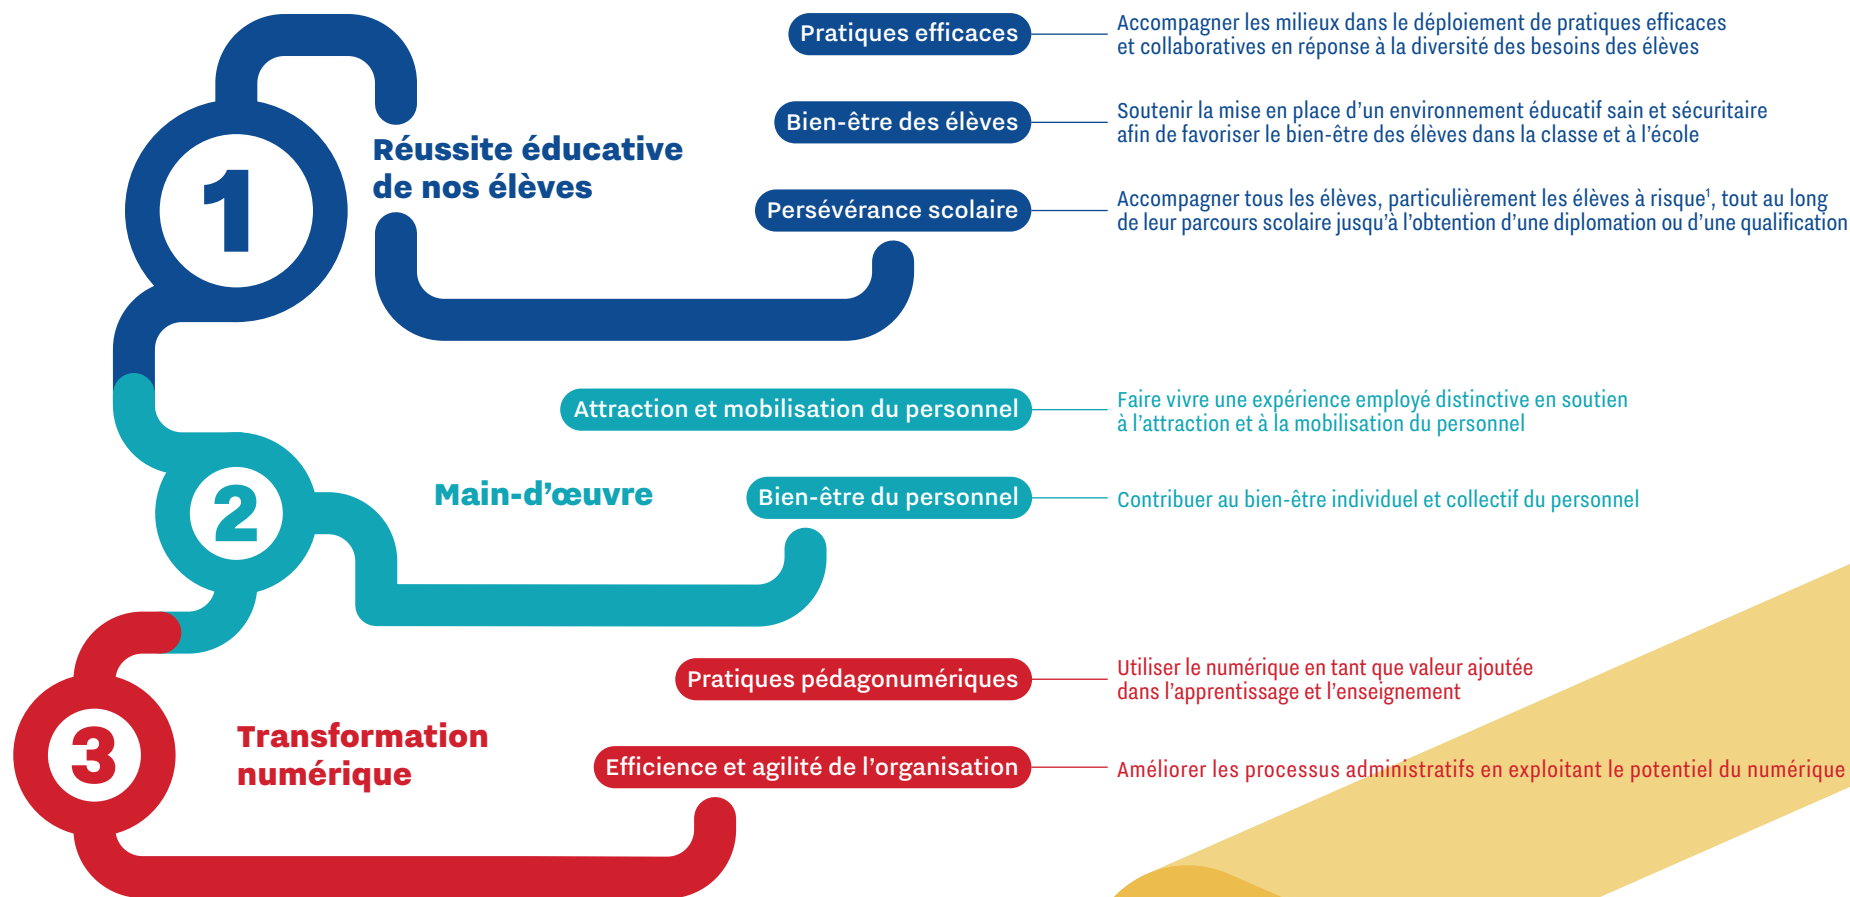 1
Réussite éducative
de nos élèves
Pratiques efficaces
Accompagner les milieux dans le déploiement de pratiques efficaces
et collaboratives en réponse à la diversité des besoins des élèves
Bien-être des élèves
Soutenir la mise en place d’un environnement éducatif sain et sécuritaire
afin de favoriser le bien-être des élèves dans la classe et à l’école
Persévérance scolaire
Accompagner tous les élèves, particulièrement les élèves à risque¹, tout au long
de leur parcours scolaire jusqu’à l’obtention d’une diplomation ou d’une qualification
2
Main-d’œuvre
Attraction et mobilisation du personnel
Faire vivre une expérience employé distinctive en soutien
à l’attraction et à la mobilisation du personnel
Bien-être du personnel
Contribuer au bien-être individuel et collectif du personnel
3
Transformation
numérique
Pratiques pédagonumériques
Utiliser le numérique en tant que valeur ajoutée
dans l’apprentissage et l’enseignement
Efficience et agilité de l’organisation
Améliorer les processus administratifs en exploitant le potentiel du numérique